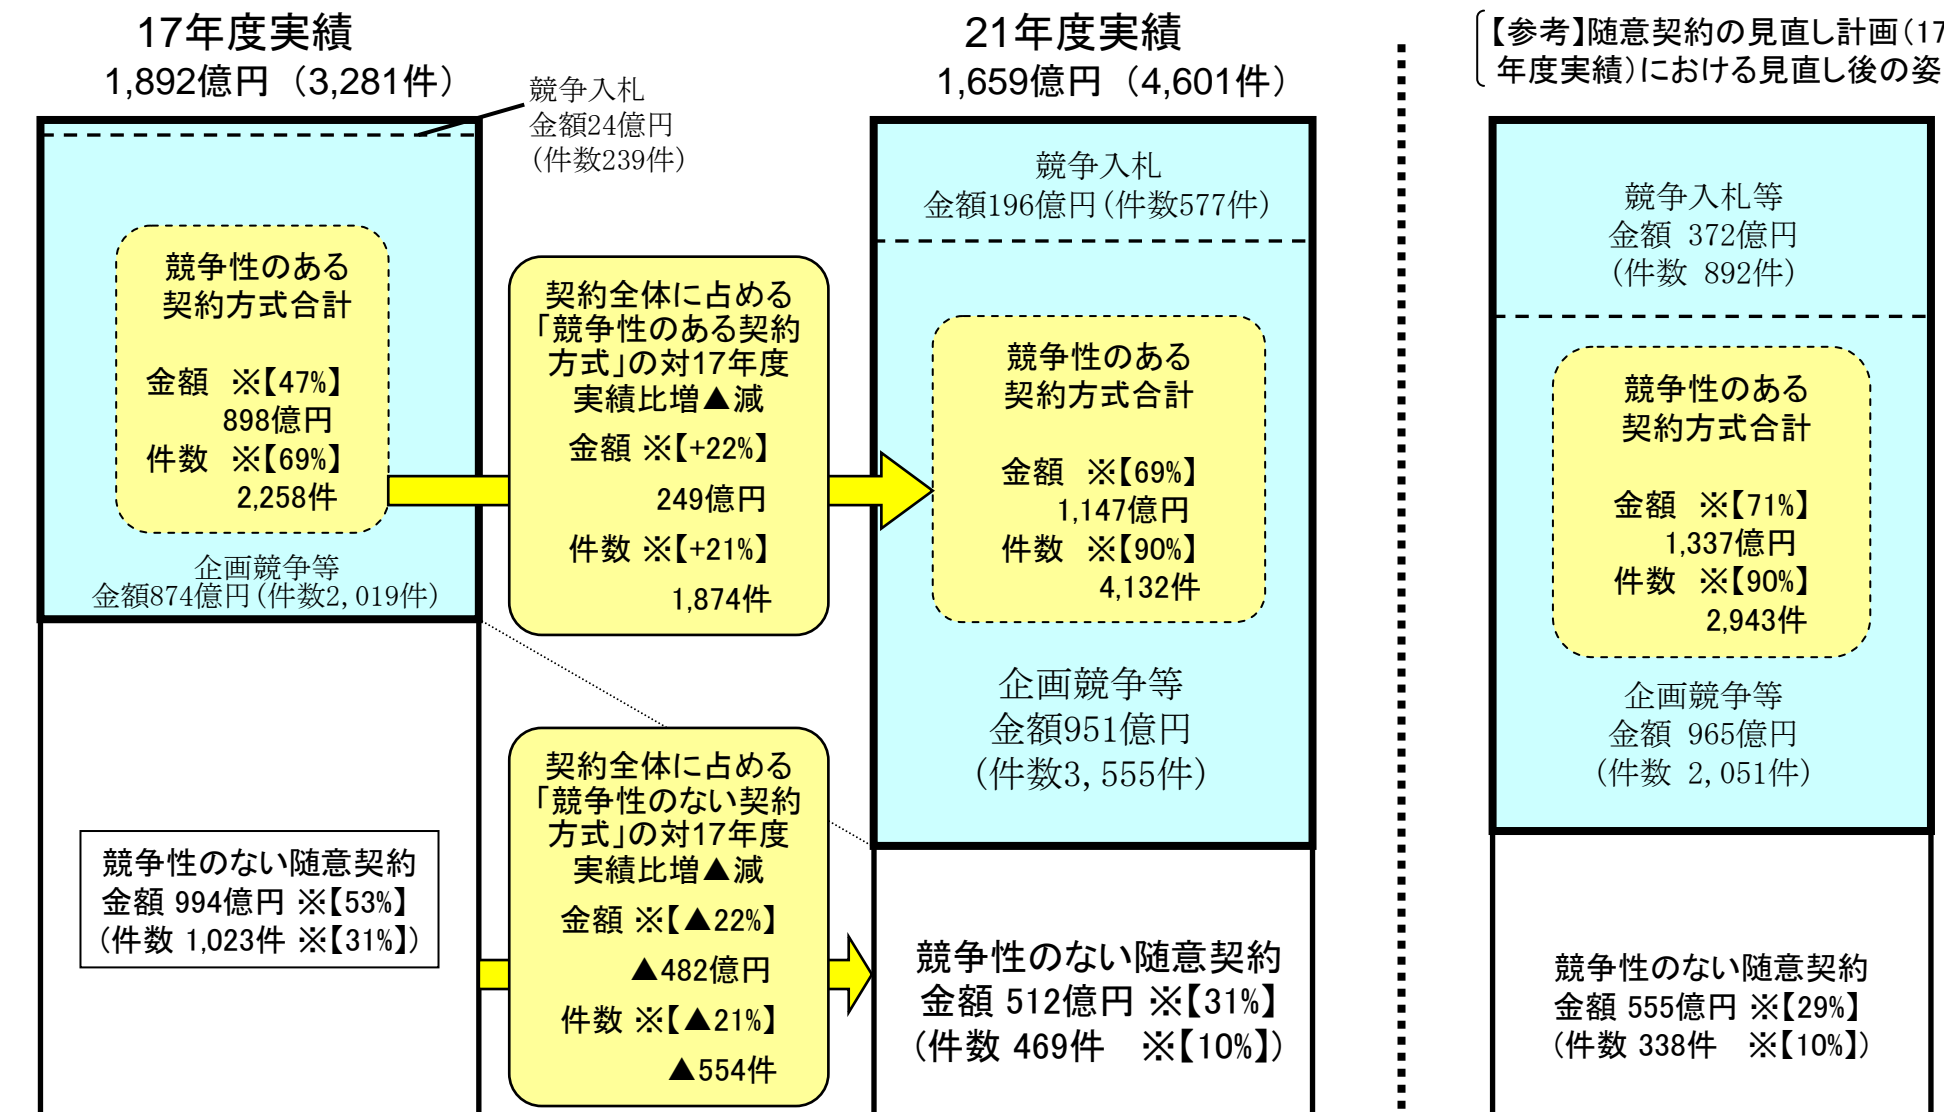 17年度実績
1,892億円（3,281件）
競争入札
金額24億円
(件数239件)
競争性のある
契約方式合計
金額 ※【47%】
898億円
件数 ※【69%】
2,258件
企画競争等
金額874億円(件数2,019件)
競争性のない随意契約
金額 994億円 ※【53%】
(件数 1,023件 ※【31%】)
契約全体に占める
「競争性のある契約
方式」の対17年度
実績比増▲減
金額 ※【+22%】
249億円
件数 ※【+21%】
1,874件
契約全体に占める
「競争性のない契約
方式」の対17年度
実績比増▲減
金額 ※【▲22%】
▲482億円
件数 ※【▲21%】
▲554件
21年度実績
1,659億円（4,601件）
競争入札
金額196億円(件数577件)
競争性のある
契約方式合計
金額 ※【69%】
1,147億円
件数 ※【90%】
4,132件
企画競争等
金額951億円
(件数3,555件)
競争性のない随意契約
金額 512億円 ※【31%】
(件数 469件 ※【10%】)
【参考】随意契約の見直し計画（17
年度実績）における見直し後の姿
競争入札等
金額 372億円
(件数 892件)
競争性のある
契約方式合計
金額 ※【71%】
1,337億円
件数 ※【90%】
2,943件
企画競争等
金額 965億円
(件数 2,051件)
競争性のない随意契約
金額 555億円 ※【29%】
(件数 338件 ※【10%】)